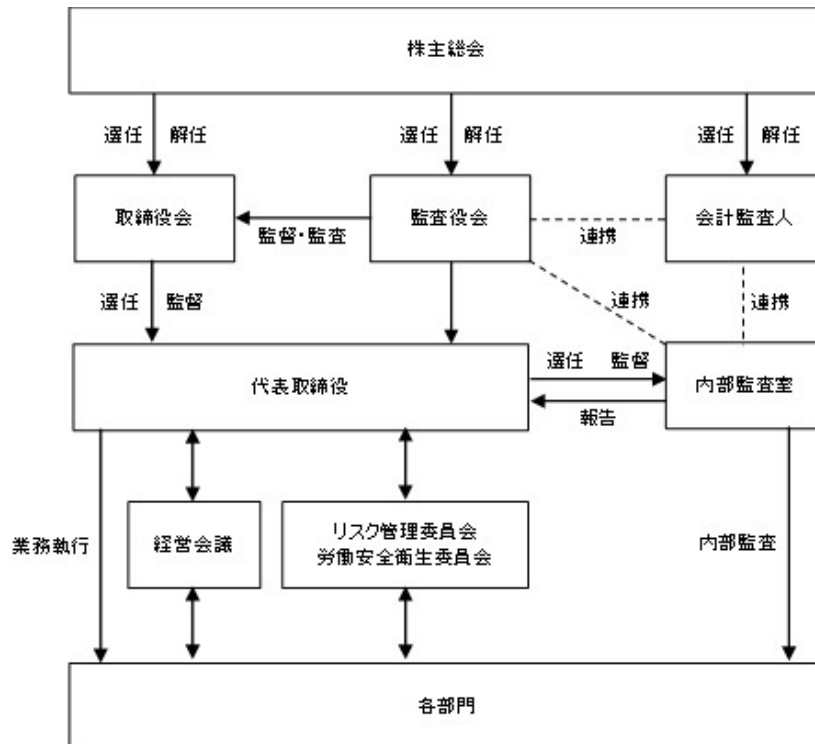 株主総会
選任 解任
選任 解任
選任 解任
取締役会
監査役会
会計監査人
監督・監査
連携
選任 監督
連携
連携
代表取締役
選任 監督
報告
内部監査室
業務執行
経営会議
リスク管理委員会
労働安全衛生委員会
内部監査
各部門